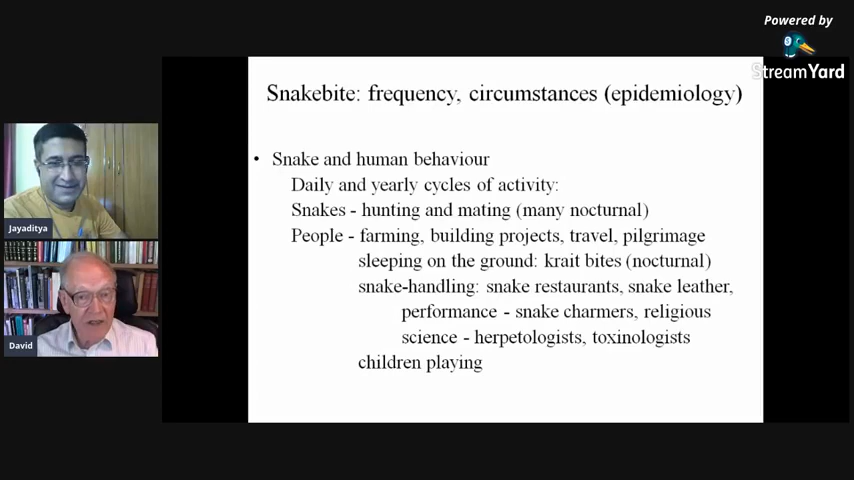 Powered by
StreamYard
Snakebite: frequency, circumstances (epidemiology)
• Snake and human behaviour
Daily and yearly cycles of activity:
Snakes - hunting and mating (many nocturnal)
People - farming, building projects, travel, pilgrimage
sleeping on the ground: krait bites (nocturnal)
snake-handling: snake restaurants, snake leather,
performance - snake charmers, religious
science - herpetologists, toxinologists
children playing
Jayaditya
David